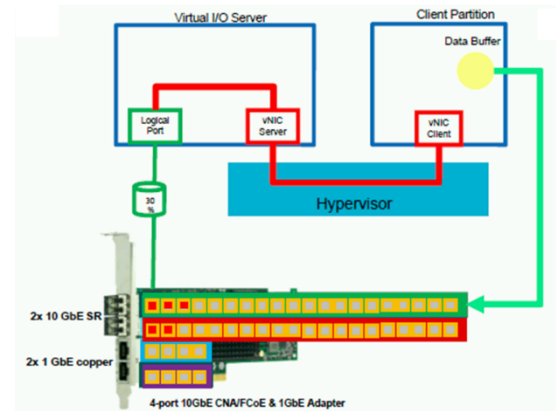 Virtual I/O Server
Client Partition
Data Buffer
Logical
Port
vNIC
Server
vNIC
Client
30
%
Hypervisor
2x 10 GbE SR
2x 1 GbE copper
4-port 10GbE CNA/FCoE & 1GbE Adapter